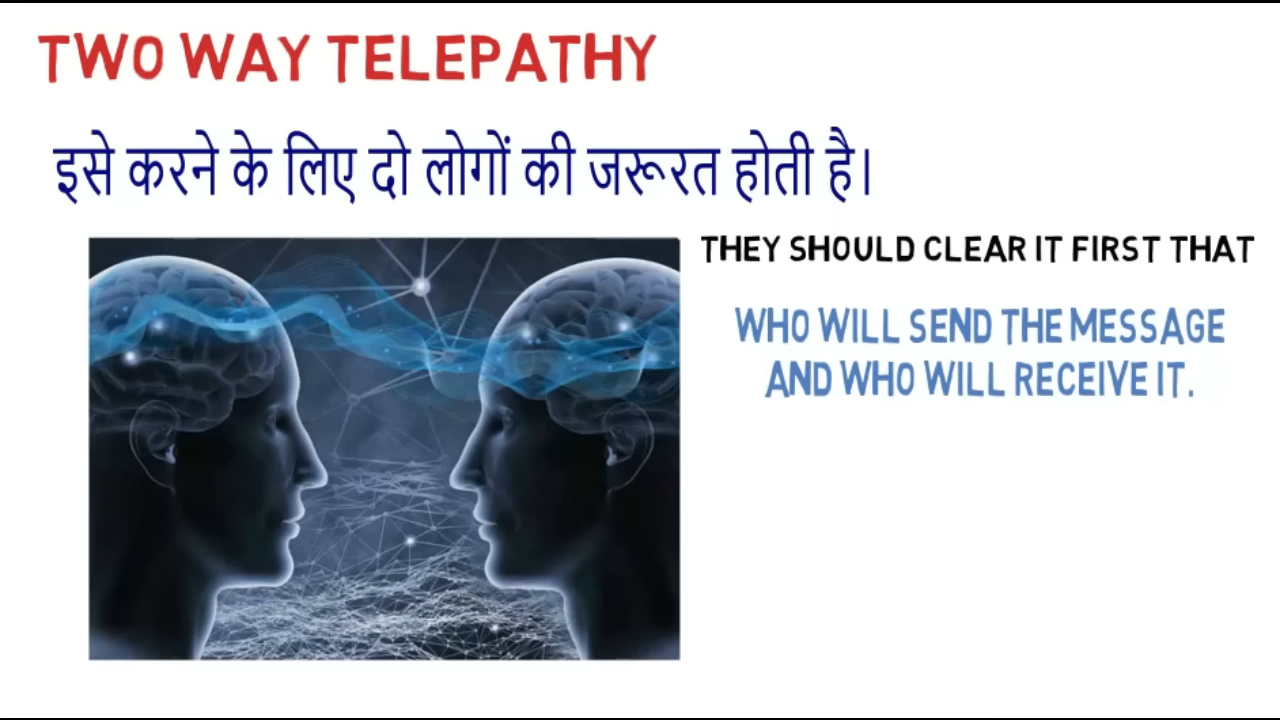 TWO WAY TELEPATHY
इसे करने के लिए दो लोगों की जरूरत होती है।
THEY SHOULD CLEAR IT FIRST THAT
WHO WILL SEND THE MESSAGE
AND WHO WILL RECEIVE IT.